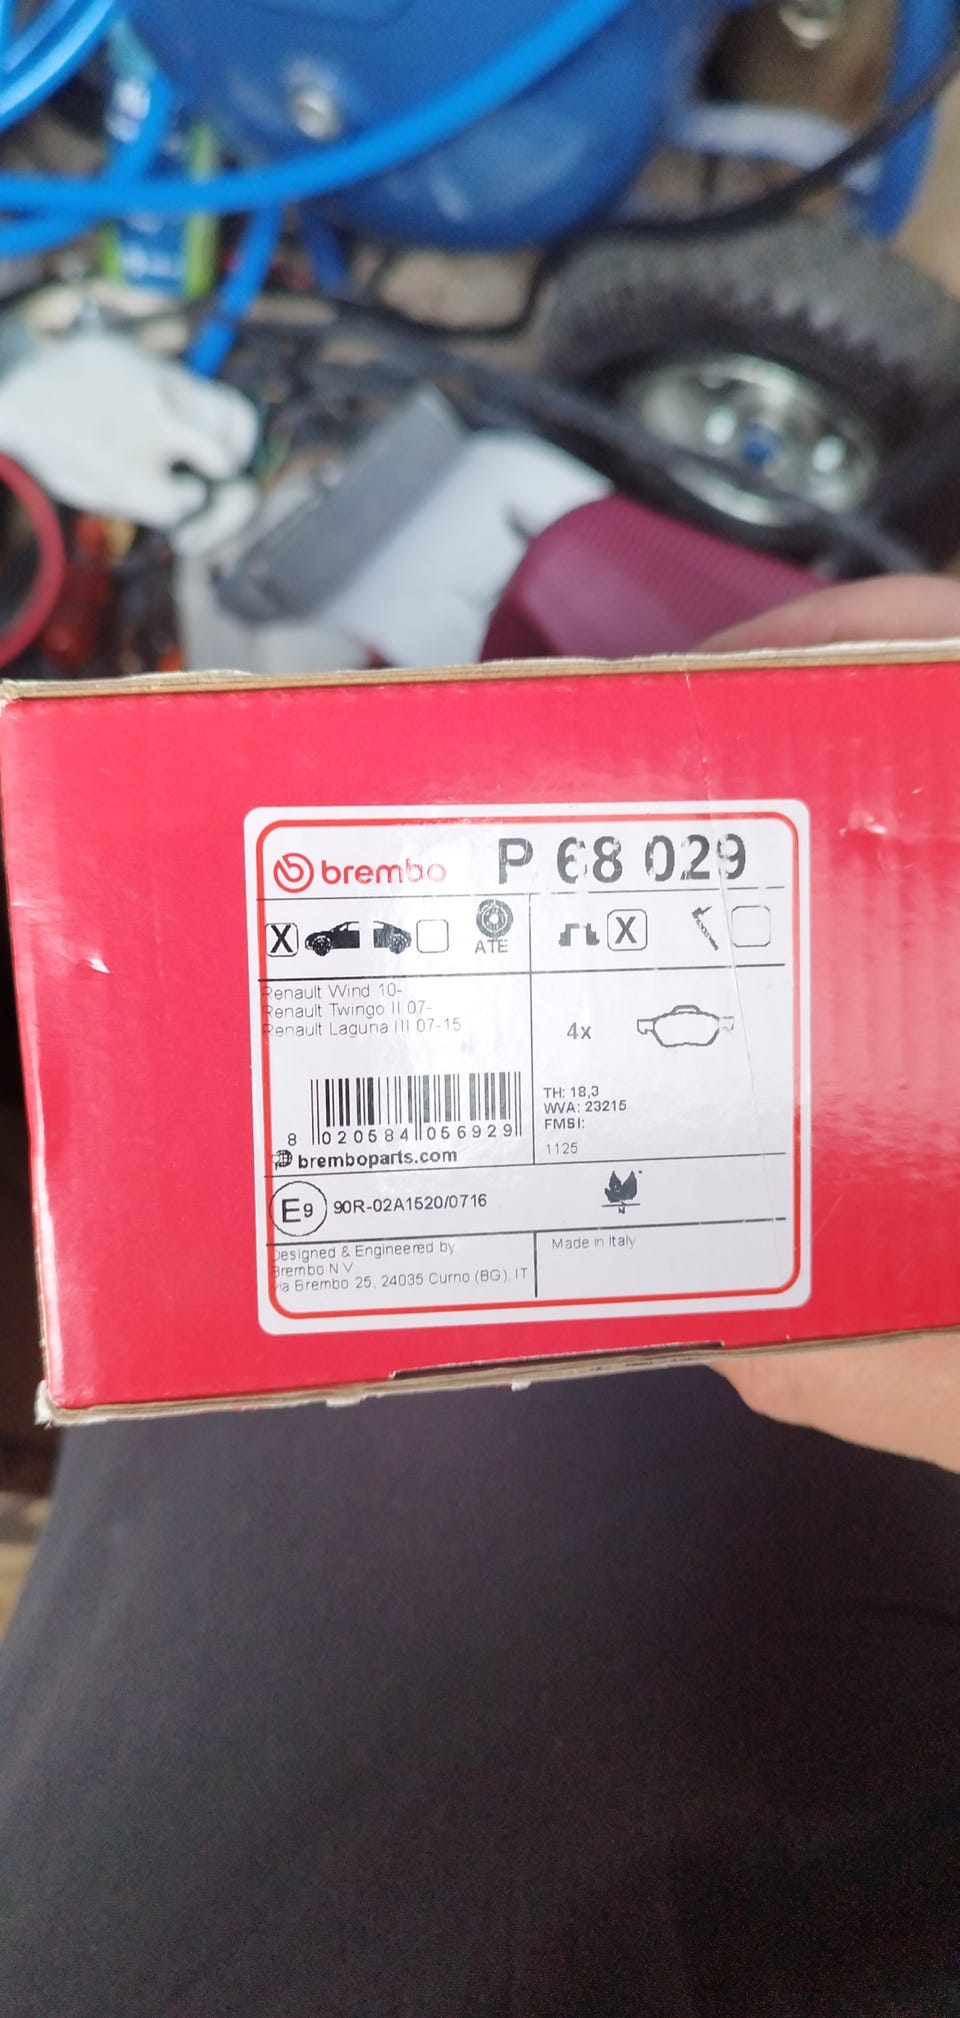 brembo P 68 029
X
ATE
X
Renault Wind 10-
Renault Twingo II 07-
Renault Laguna III 07-15
4x
TH: 18,3
WVA: 23215
FMSI:
1125
8 020584 056929
bremboparts.com
E9 90R-02A1520/0716
N
Designed & Engineered by
Brembo N V
via Brembo 25, 24035 Curno (BG), IT
Made in Italy